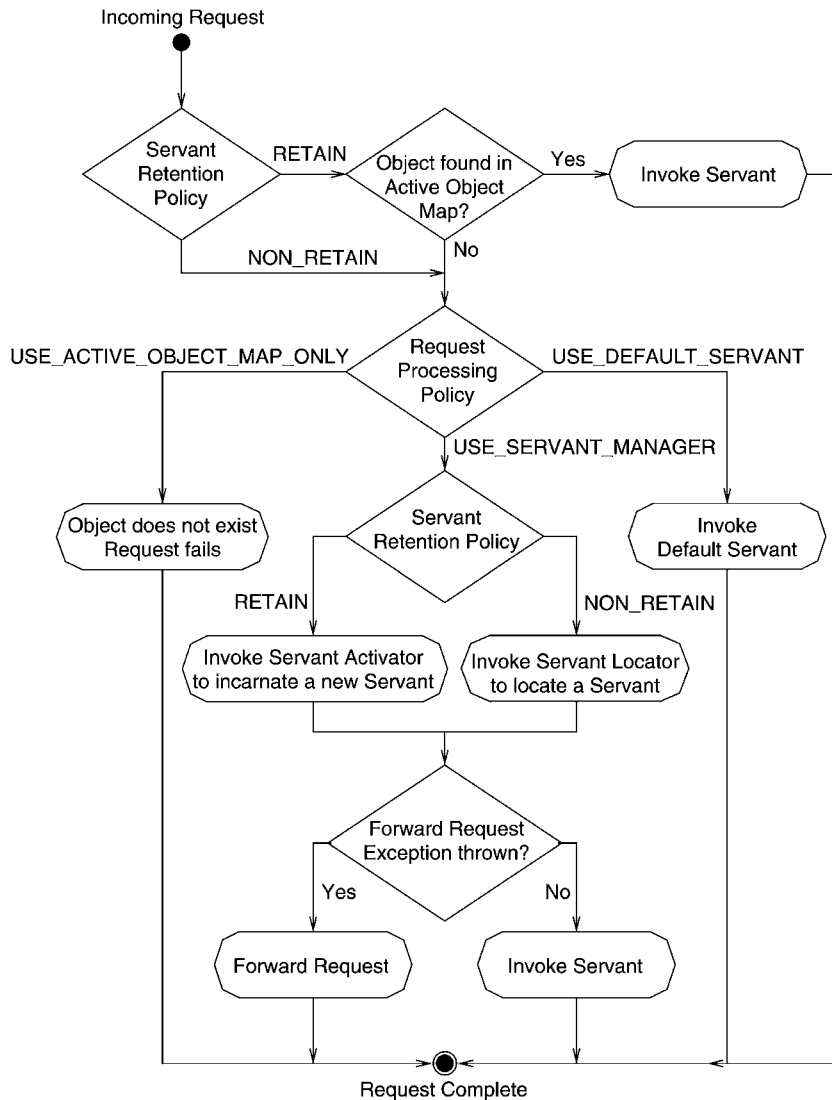 Incoming Request
Servant
Retention
Policy
RETAIN
Object found in
Active Object
Map?
Yes
Invoke Servant
NON_RETAIN
No
USE_ACTIVE_OBJECT_MAP_ONLY
Request
Processing
Policy
USE_DEFAULT_SERVANT
USE_SERVANT_MANAGER
Object does not exist
Request fails
Servant
Retention Policy
Invoke
Default Servant
RETAIN
NON_RETAIN
Invoke Servant Activator
to incarnate a new Servant
Invoke Servant Locator
to locate a Servant
Forward Request
Exception thrown?
Yes
No
Forward Request
Invoke Servant
Request Complete